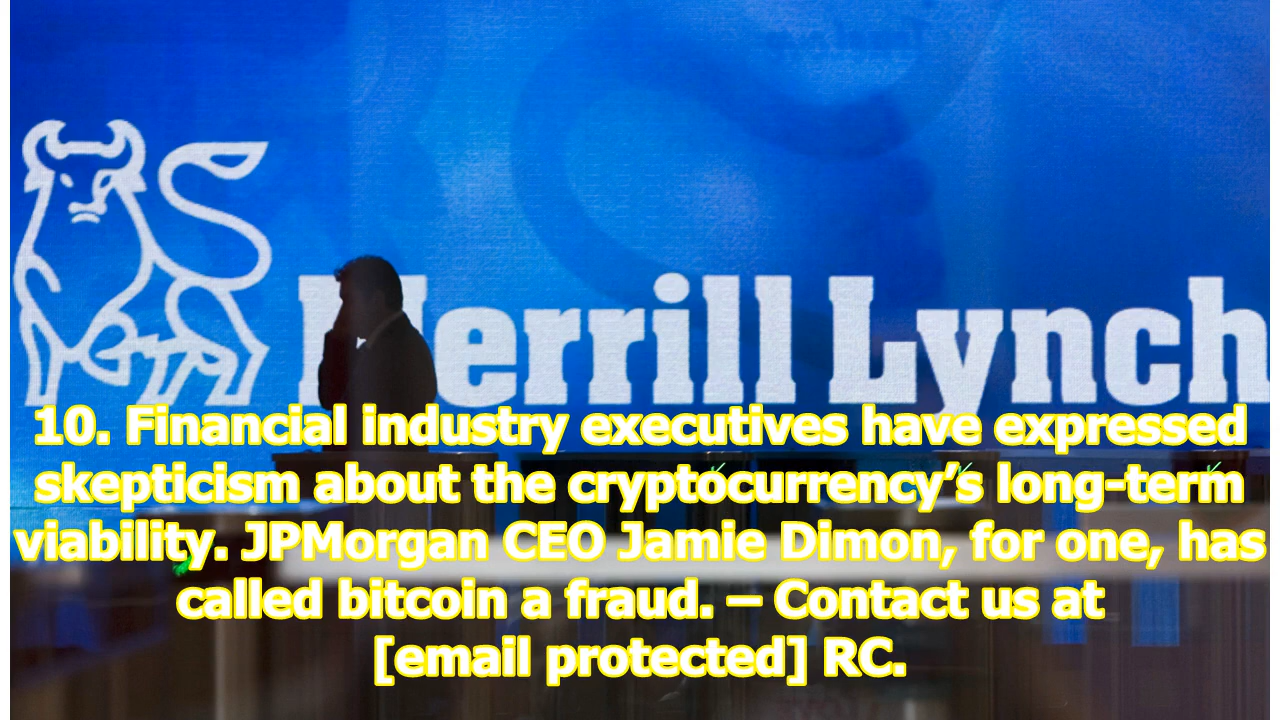 Merrill Lynch
10. Financial industry executives have expressed
skepticism about the cryptocurrency’s long-term
viability. JPMorgan CEO Jamie Dimon, for one, has
called bitcoin a fraud. – Contact us at
[email protected] RC.